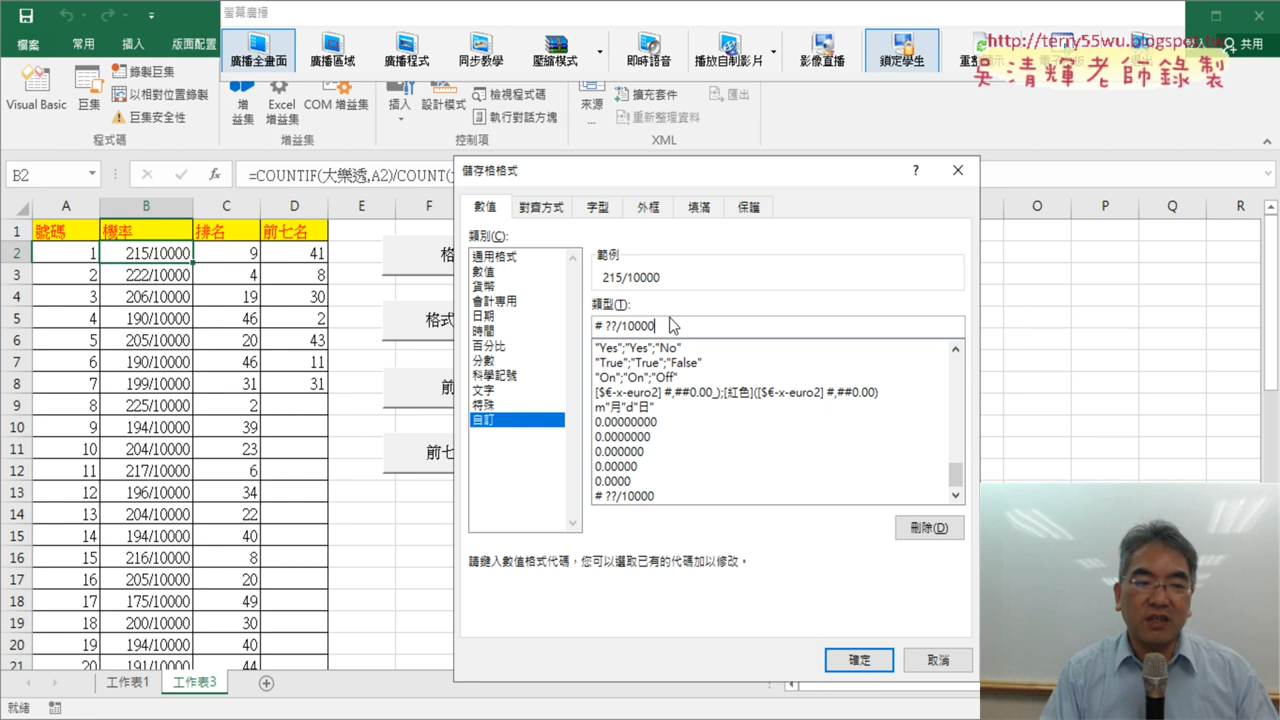 螢幕廣播
檔案 常用 插入 版面配置 共用
廣播全畫面 廣播區域 廣播程式 同步教學 壓縮模式 即時語音 播放自制影片 影像直播 鎖定學生
http://terry55wu.blogspot.tw
吳清輝老師錄製
Visual Basic 巨集 錄製巨集 以相對位置錄製 巨集安全性
增益集 Excel 增益集 COM 增益集
插入 設計模式 檢視程式碼 執行對話方塊
來源... 擴充套件 重新整理資料 匯出
程式碼 增益集 控制項 XML
B2 fx =COUNTIF(大樂透,A2)/COUNT(
A B C D E F O P Q R
1 號碼 機率 排名 前七名
2 1 215/10000 9 41
3 2 222/10000 4 8
4 3 206/10000 19 30
5 4 190/10000 46 2
6 5 205/10000 20 43
7 6 190/10000 46 11
8 7 199/10000 31 31
9 8 225/10000 2
10 9 194/10000 39
11 10 204/10000 23
12 11 217/10000 6
13 12 196/10000 34
14 13 204/10000 22
15 14 194/10000 40
16 15 216/10000 8
17 16 205/10000 20
18 17 175/10000 49
19 18 200/10000 30
20 19 194/10000 40
21 20 191/10000 44
格
格式
前
前七
儲存格格式 ?
數值 對齊方式 字型 外框 填滿 保護
類別(C):
通用格式
數值
貨幣
會計專用
日期
時間
百分比
分數
科學記號
文字
特殊
自訂
範例
215/10000
類型(T):
# ??/10000
"Yes";"Yes";"No"
"True";"True";"False"
"On";"On";"Off"
[$€-x-euro2] #,##0.00_);[紅色]([$€-x-euro2] #,##0.00)
m"月"d"日"
0.00000000
0.0000000
0.000000
0.00000
0.0000
# ??/10000
刪除(D)
請鍵入數值格式代碼，您可以選取已有的代碼加以修改。
確定 取消
工作表1 工作表3
就緒